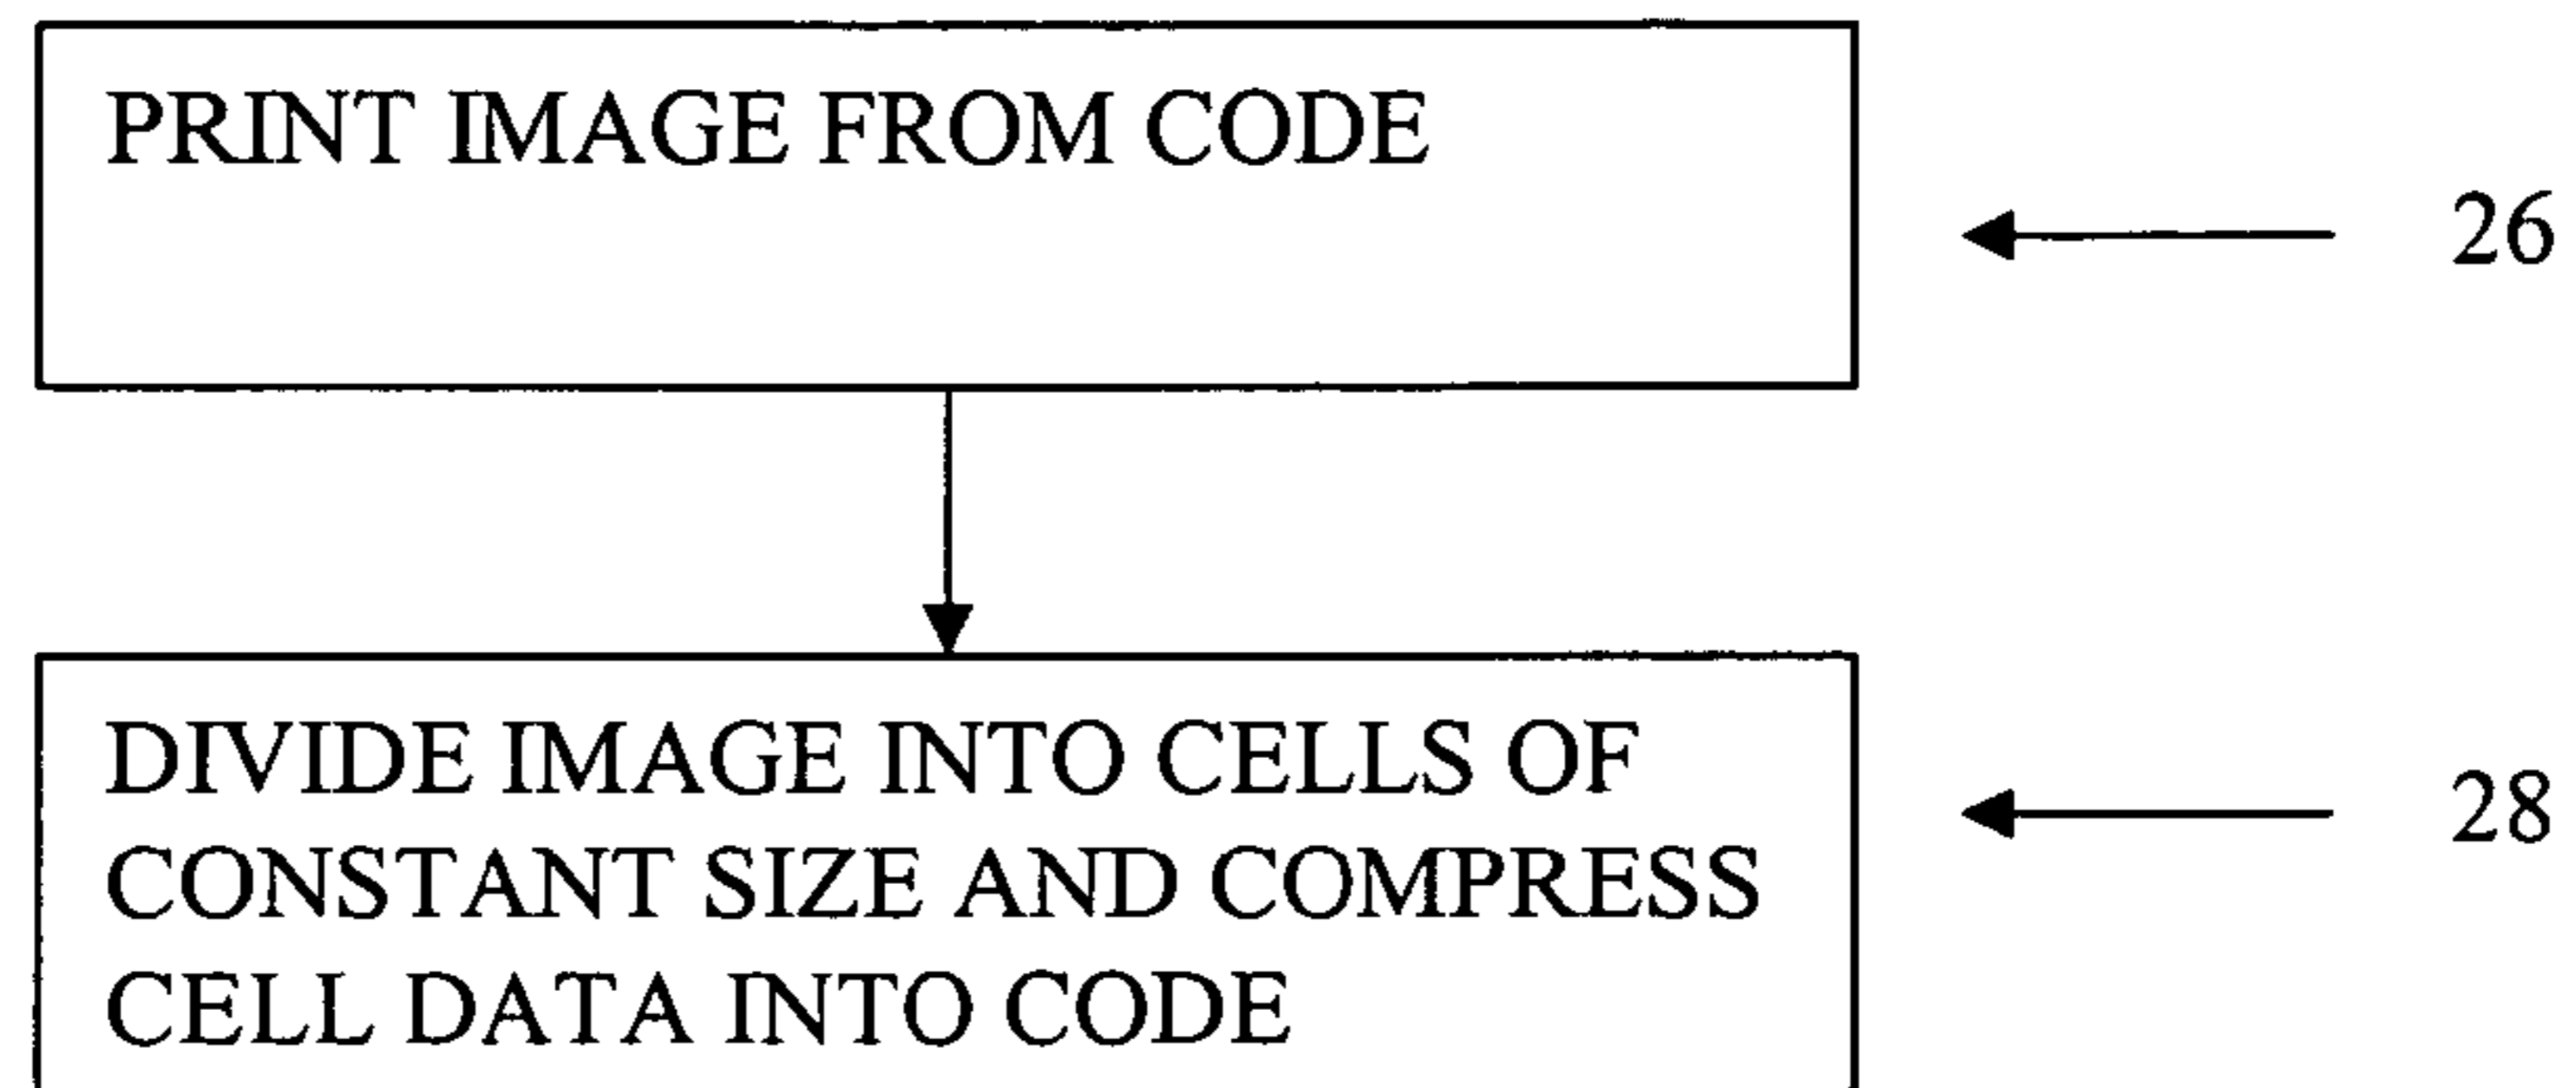 PRINT IMAGE FROM CODE
26
DIVIDE IMAGE INTO CELLS OF
28
CONSTANT SIZE AND COMPRESS
CELL DATA INTO CODE